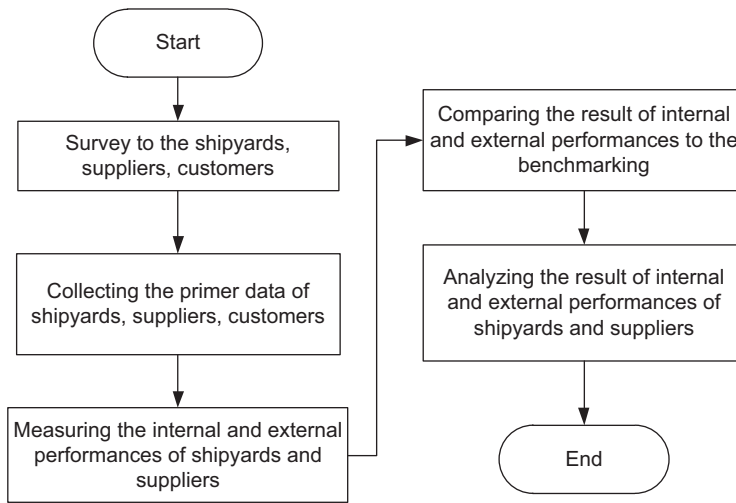 Start
Survey to the shipyards,
suppliers, customers
Collecting the primer data of
shipyards, suppliers, customers
Measuring the internal and external
performances of shipyards and
suppliers
Comparing the result of internal
and external performances to the
benchmarking
Analyzing the result of internal
and external performances of
shipyards and suppliers
End